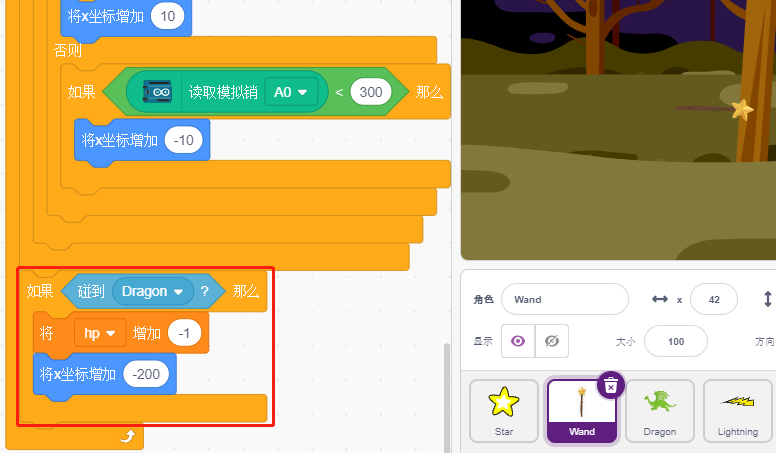 将x坐标增加 10
否则
如果 读取模拟销 A0 < 300 那么
将x坐标增加 -10
如果 碰到 Dragon ? 那么
将 hp 增加 -1
将x坐标增加 -200
角色 Wand x 42
显示 大小 100 方向
Star Wand Dragon Lightning